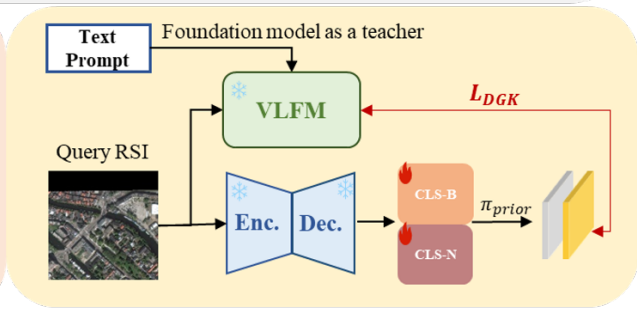 Text
Prompt
Foundation model as a teacher
VLFM
L_DGK
Query RSI
Enc.
Dec.
CLS-B
π_prior
CLS-N